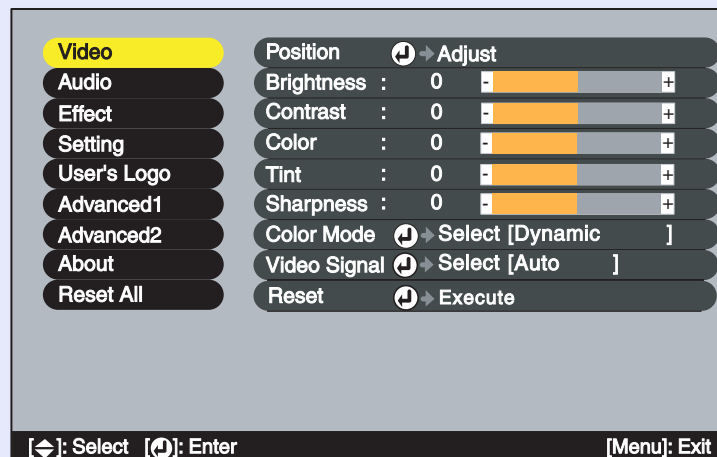 Video
Audio
Effect
Setting
User's Logo
Advanced1
Advanced2
About
Reset All
Position Adjust
Brightness : 0 - +
Contrast : 0 - +
Color : 0 - +
Tint : 0 - +
Sharpness : 0 - +
Color Mode Select [Dynamic ]
Video Signal Select [Auto ]
Reset Execute
[ ]: Select [ ]: Enter [Menu]: Exit